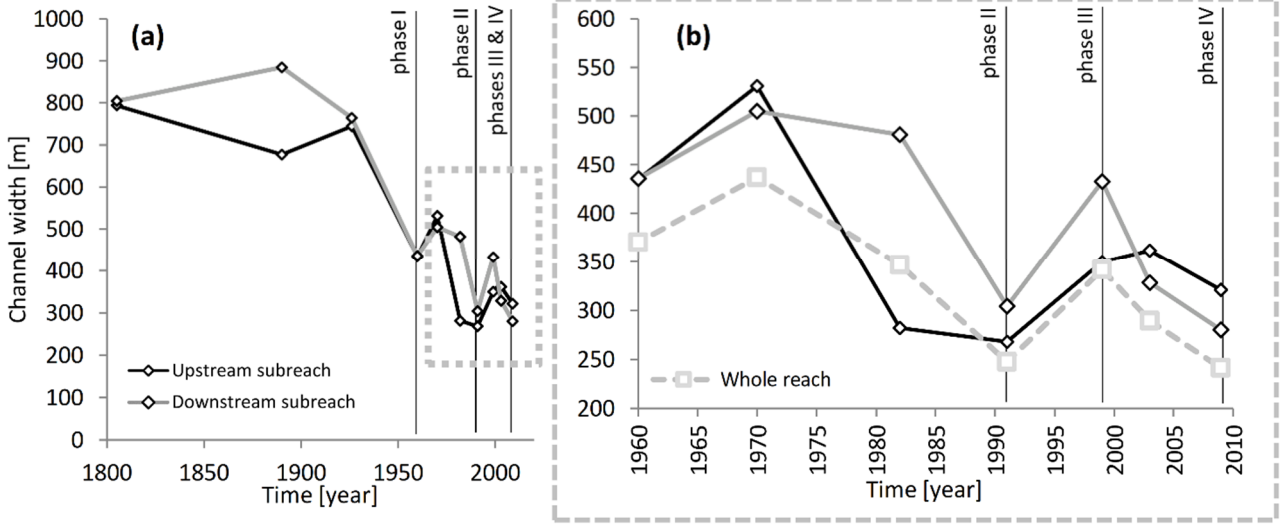 (a)
Channel width [m]
1000
900
800
700
600
500
400
300
200
100
0
phase I
phase II
phases III & IV
Upstream subreach
Downstream subreach
1800 1850 1900 1950 2000
Time [year]
(b)
600
550
500
450
400
350
300
250
200
phase II
phase III
phase IV
Whole reach
1960 1965 1970 1975 1980 1985 1990 1995 2000 2005 2010
Time [year]